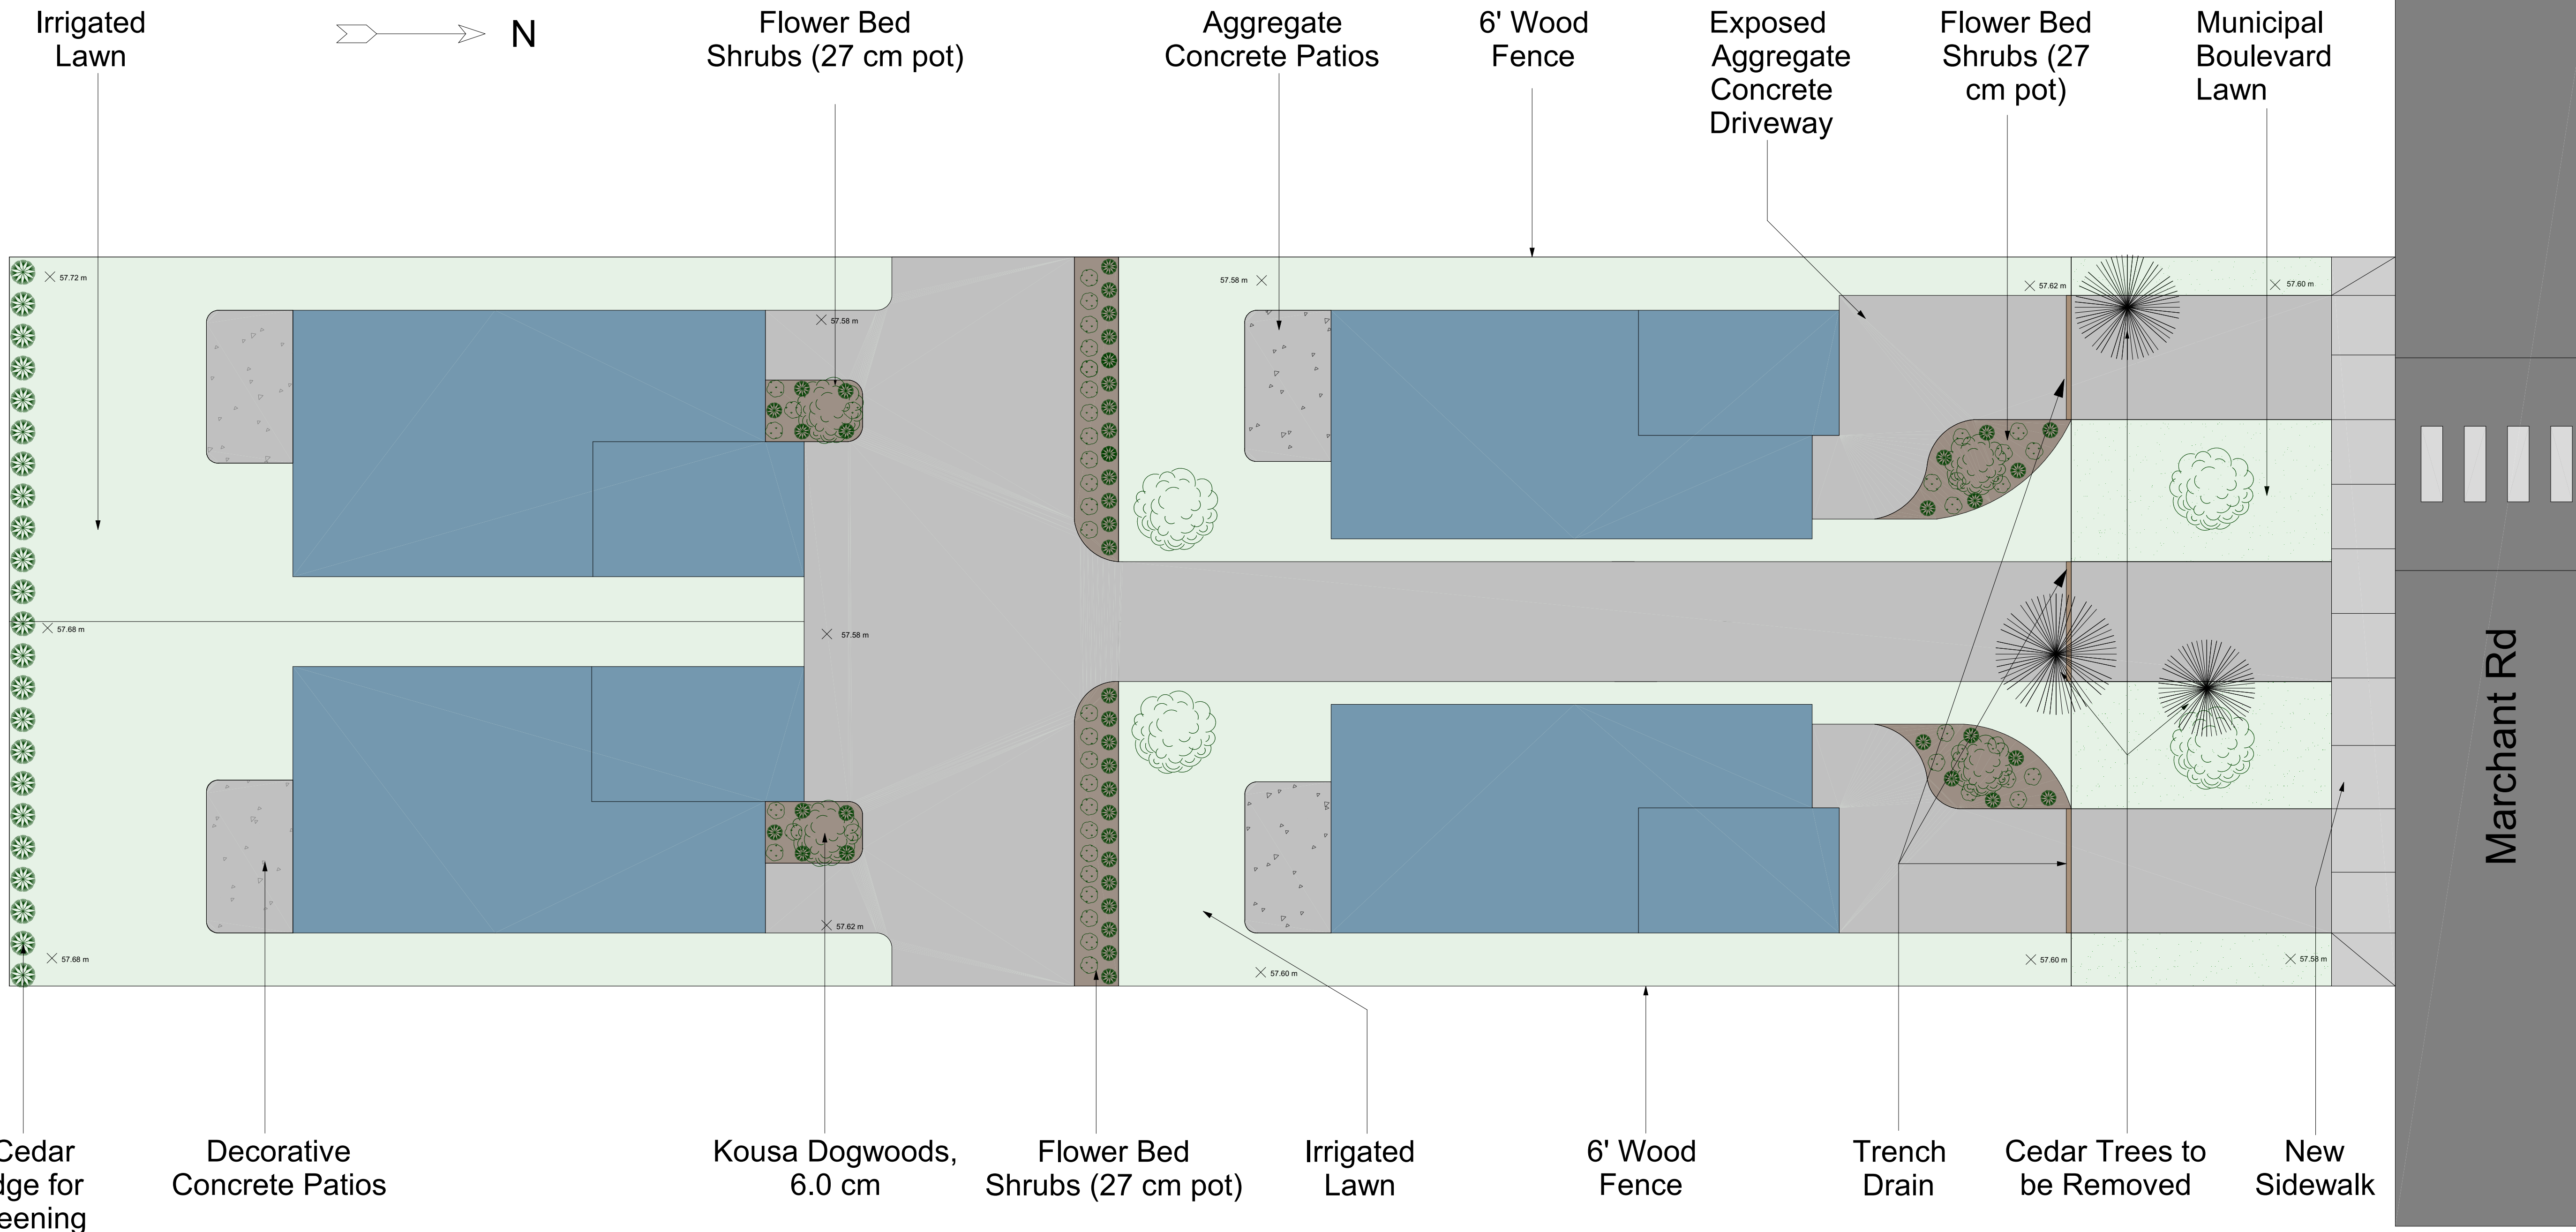 Irrigated
Lawn
N
Flower Bed
Shrubs (27 cm pot)
Aggregate
Concrete Patios
6' Wood
Fence
Exposed
Aggregate
Concrete
Driveway
Flower Bed
Shrubs (27
cm pot)
Municipal
Boulevard
Lawn
57.72 m
57.58 m
57.58 m
57.62 m
57.60 m
57.68 m
57.58 m
Marchant Rd
57.68 m
57.62 m
57.60 m
57.60 m
57.58 m
Cedar
dge for
eening
Decorative
Concrete Patios
Kousa Dogwoods,
6.0 cm
Flower Bed
Shrubs (27 cm pot)
Irrigated
Lawn
6' Wood
Fence
Trench
Drain
Cedar Trees to
be Removed
New
Sidewalk